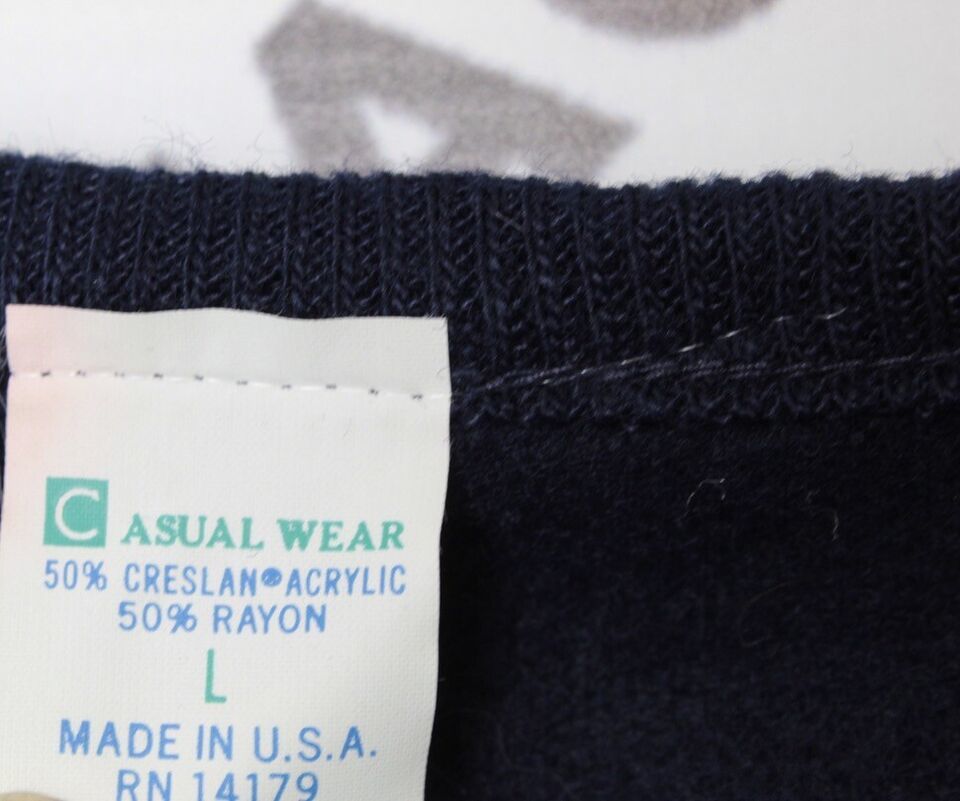 CASUAL WEAR
50% CRESLAN® ACRYLIC
50% RAYON
L
MADE IN U.S.A.
RN 14179